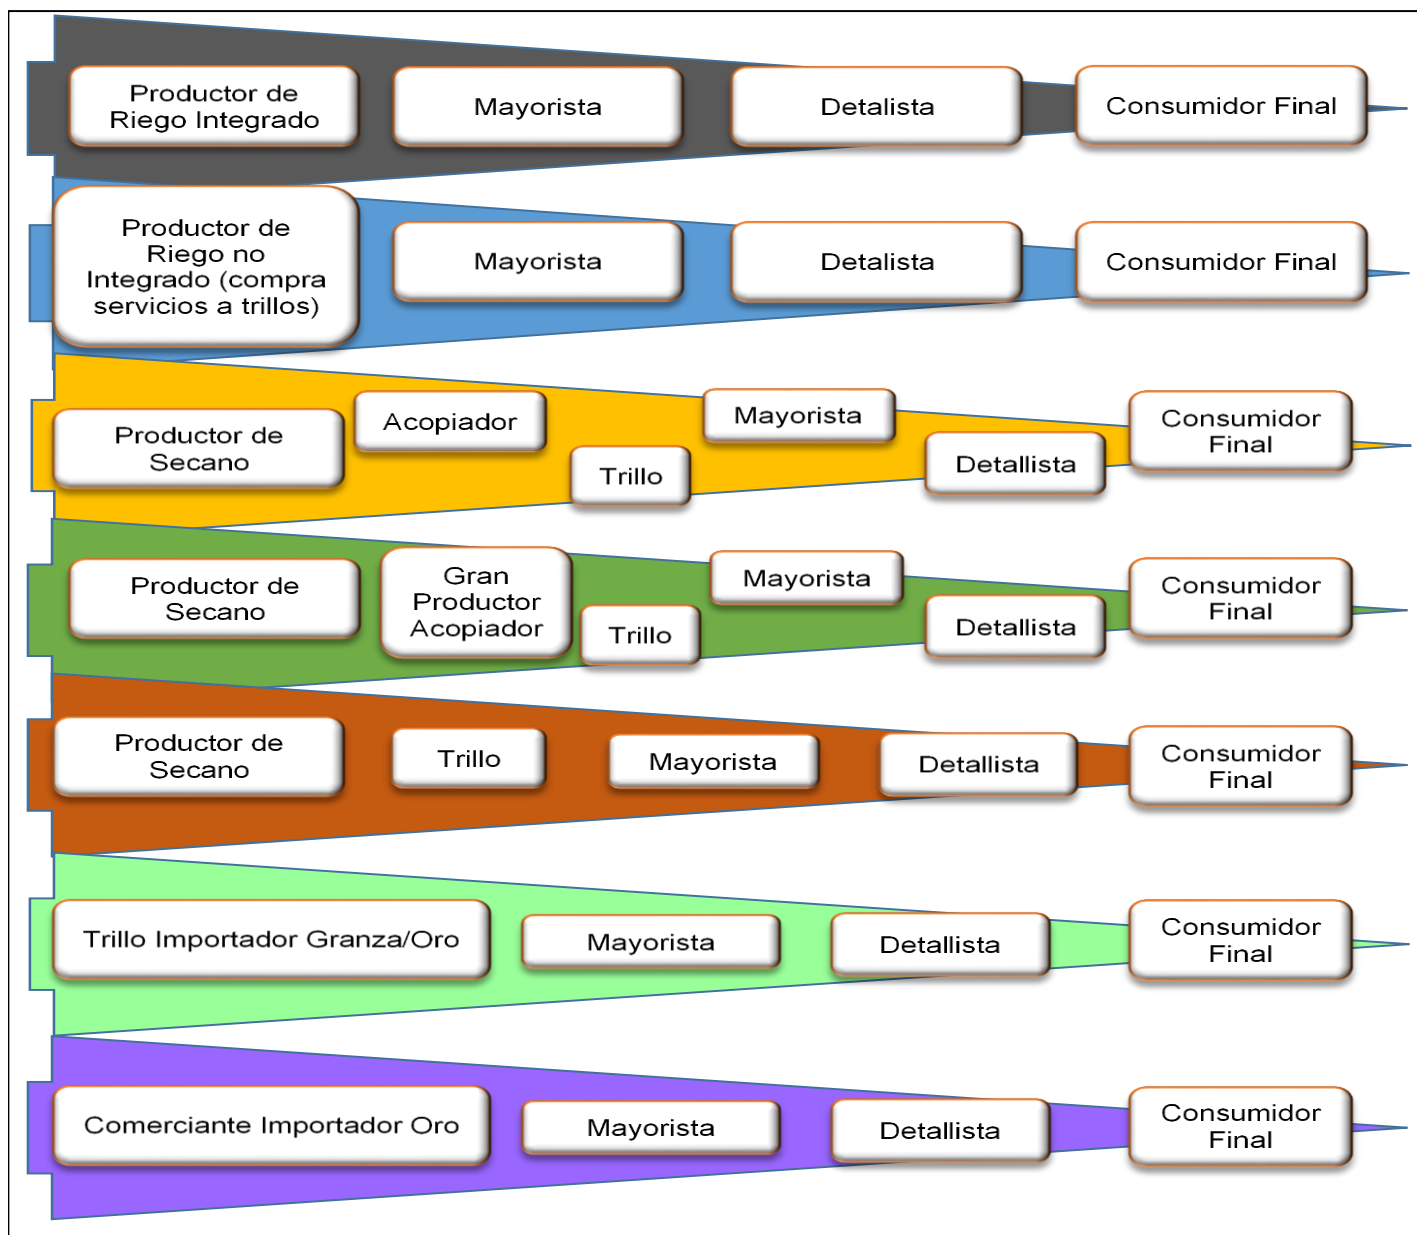 Productor de
Riego Integrado
Mayorista
Detalista
Consumidor Final
Productor de
Riego no
Integrado (compra
servicios a trillos)
Mayorista
Detalista
Consumidor Final
Productor de
Secano
Acopiador
Trillo
Mayorista
Detallista
Consumidor
Final
Productor de
Secano
Gran
Productor
Acopiador
Trillo
Mayorista
Detallista
Consumidor
Final
Productor de
Secano
Trillo
Mayorista
Detallista
Consumidor
Final
Trillo Importador Granza/Oro
Mayorista
Detallista
Consumidor
Final
Comerciante Importador Oro
Mayorista
Detallista
Consumidor
Final